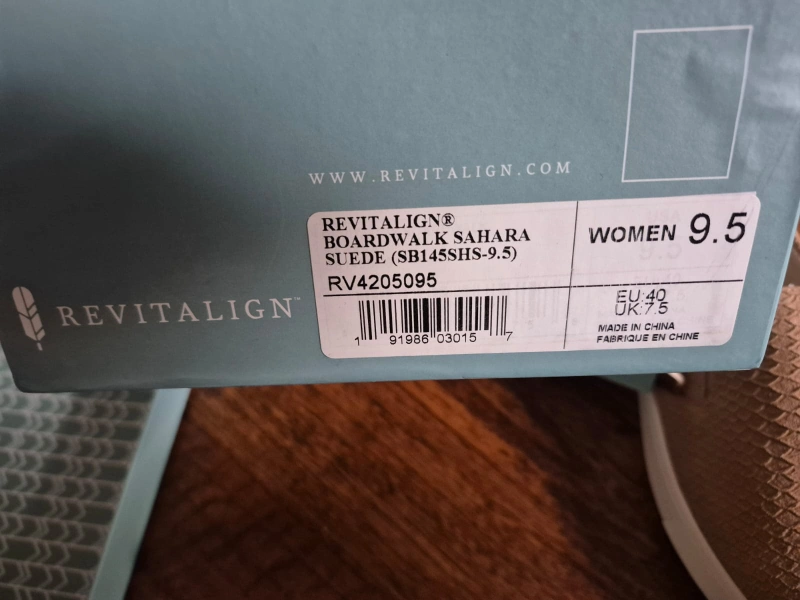 WWW.REVITALIGN.COM
REVITALIGN®
BOARDWALK SAHARA
SUEDE (SB145SHS-9.5)
RV4205095
1 91986 03015 7
WOMEN 9.5
EU:40
UK:7.5
MADE IN CHINA
FABRIQUE EN CHINE
REVITALIGN™